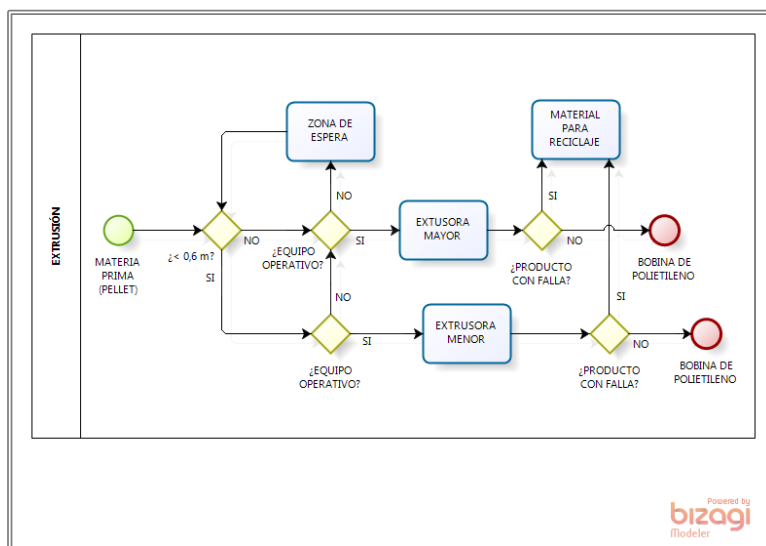 EXTRUSIÓN
ZONA DE
ESPERA
MATERIAL
PARA
RECICLAJE
NO
SI
EXTUSORA
MAYOR
MATERIA
PRIMA
(PELLET)
¿< 0,6 m?
NO
SI
¿EQUIPO
OPERATIVO?
SI
¿PRODUCTO
CON FALLA?
NO
BOBINA DE
POLIETILENO
NO
SI
EXTRUSORA
MENOR
¿EQUIPO
OPERATIVO?
SI
¿PRODUCTO
CON FALLA?
NO
BOBINA DE
POLIETILENO
Powered by
bizagi
Modeler